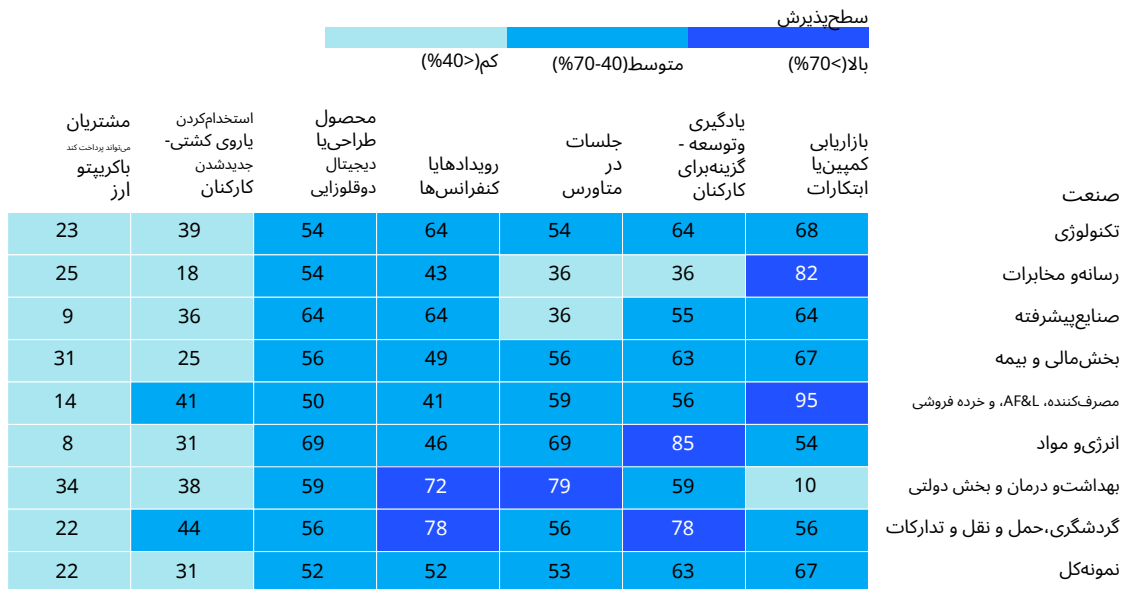 سطح‌پذیرش
بالا(>70%) متوسط(40-70%) کم(<40%)
صنعت
بازاریابی
کمپین‌یا
ابتکارات
یادگیری
وتوسعه -
گزینه‌برای
کارکنان
جلسات
در
متاورس
رویدادهایا
کنفرانس‌ها
محصول
طراحی‌یا
دیجیتال
دوقلوزایی
استخدام‌کردن
یاروی کشتی-
جدیدشدن
کارکنان
مشتریان
می‌تواند پرداخت کند
باکریپتو
ارز
تکنولوژی 68 64 54 64 54 39 23
رسانه‌و مخابرات 82 36 36 43 54 18 25
صنایع‌پیشرفته 64 55 36 64 64 36 9
بخش‌مالی و بیمه 67 63 56 49 56 25 31
مصرف‌کننده، AF&L، و خرده فروشی 95 56 59 41 50 41 14
انرژی‌و مواد 54 85 69 46 69 31 8
بهداشت‌و درمان و بخش دولتی 10 59 79 72 59 38 34
گردشگری،حمل و نقل و تدارکات 56 78 56 78 56 44 22
نمونه‌کل 67 63 53 52 52 31 22